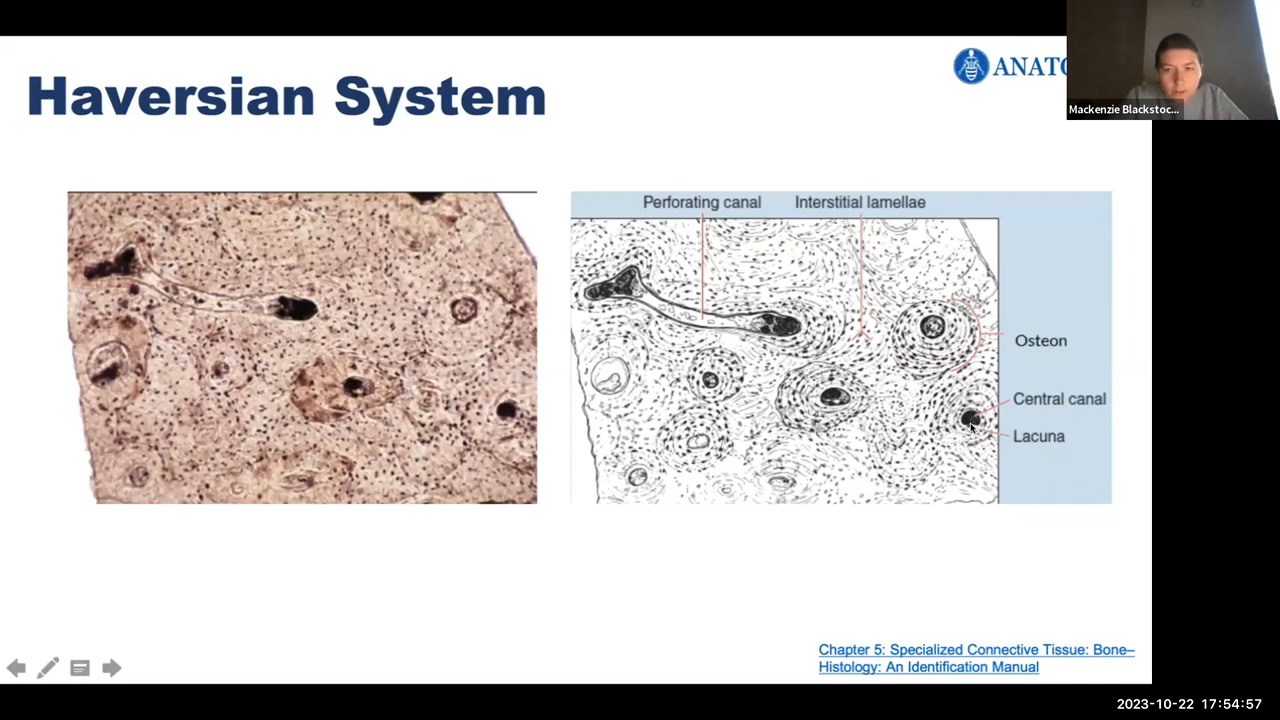 Haversian System
Mackenzie Blackstoc...
Perforating canal
Interstitial lamellae
Osteon
Central canal
Lacuna
Chapter 5: Specialized Connective Tissue: Bone–
Histology: An Identification Manual
2023-10-22 17:54:57